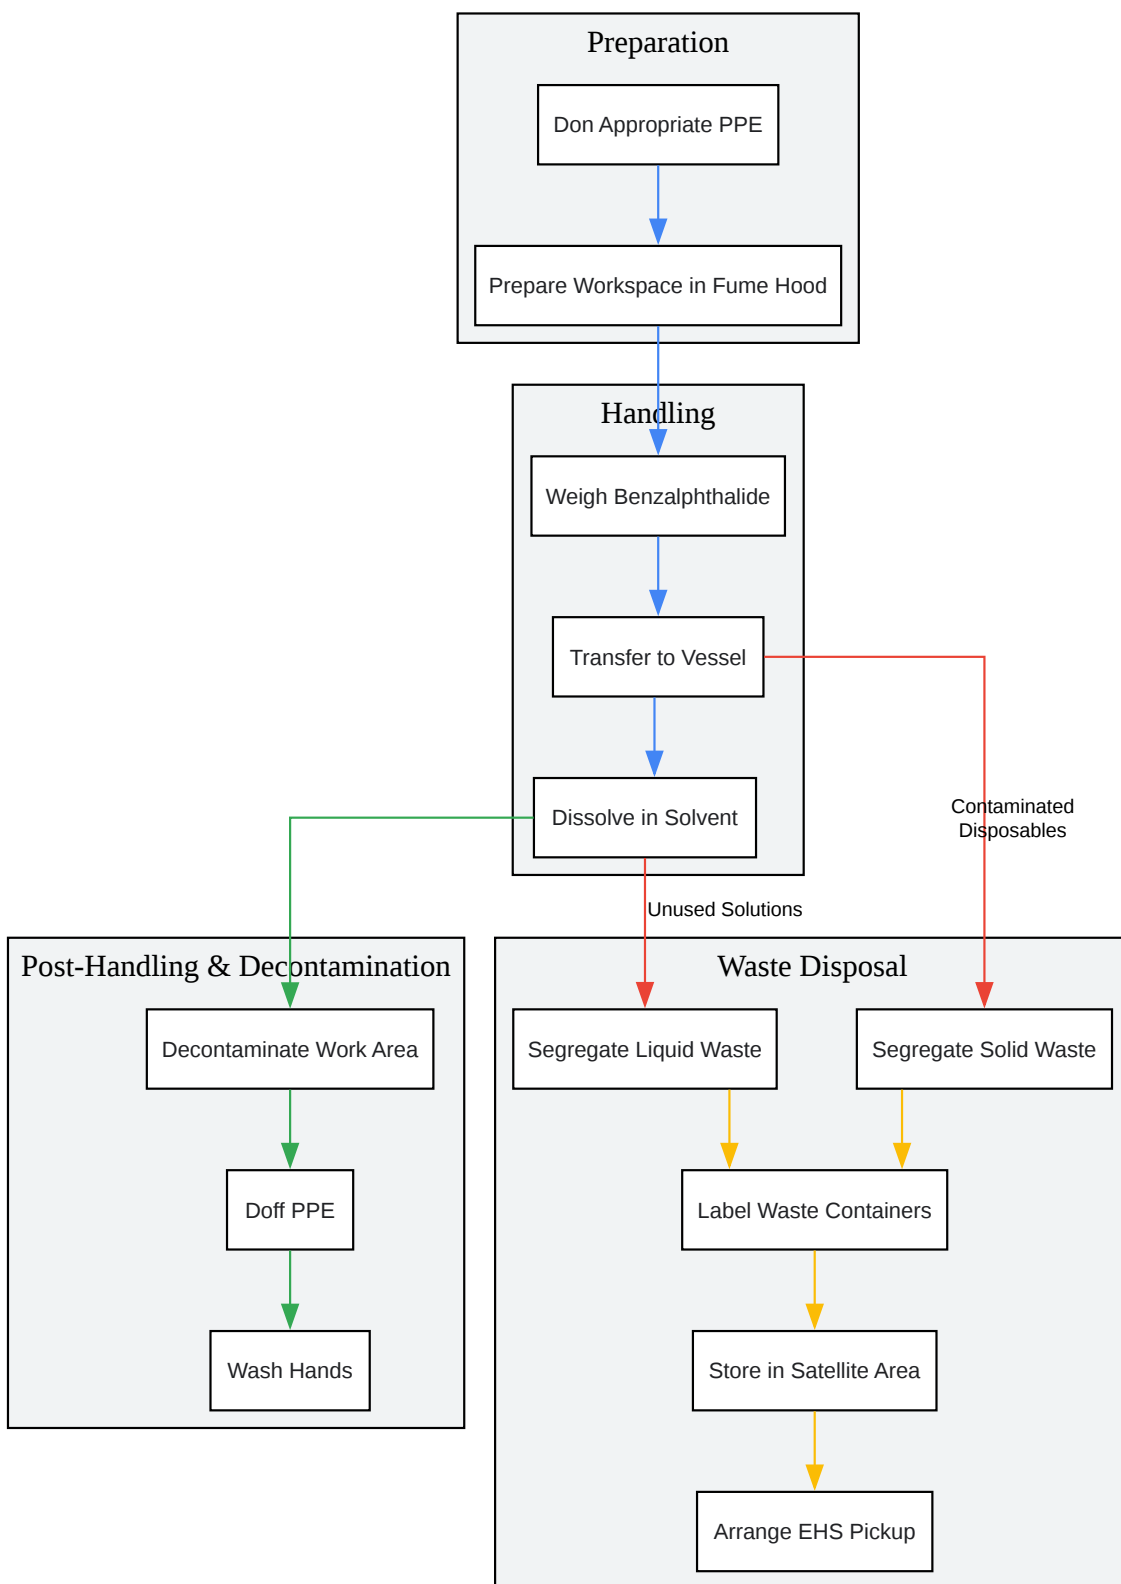 Preparation
Don Appropriate PPE
Prepare Workspace in Fume Hood
Handling
Weigh Benzalphthalide
Transfer to Vessel
Dissolve in Solvent
Contaminated
Disposables
Unused Solutions
Post-Handling & Decontamination
Decontaminate Work Area
Doff PPE
Wash Hands
Waste Disposal
Segregate Liquid Waste
Segregate Solid Waste
Label Waste Containers
Store in Satellite Area
Arrange EHS Pickup